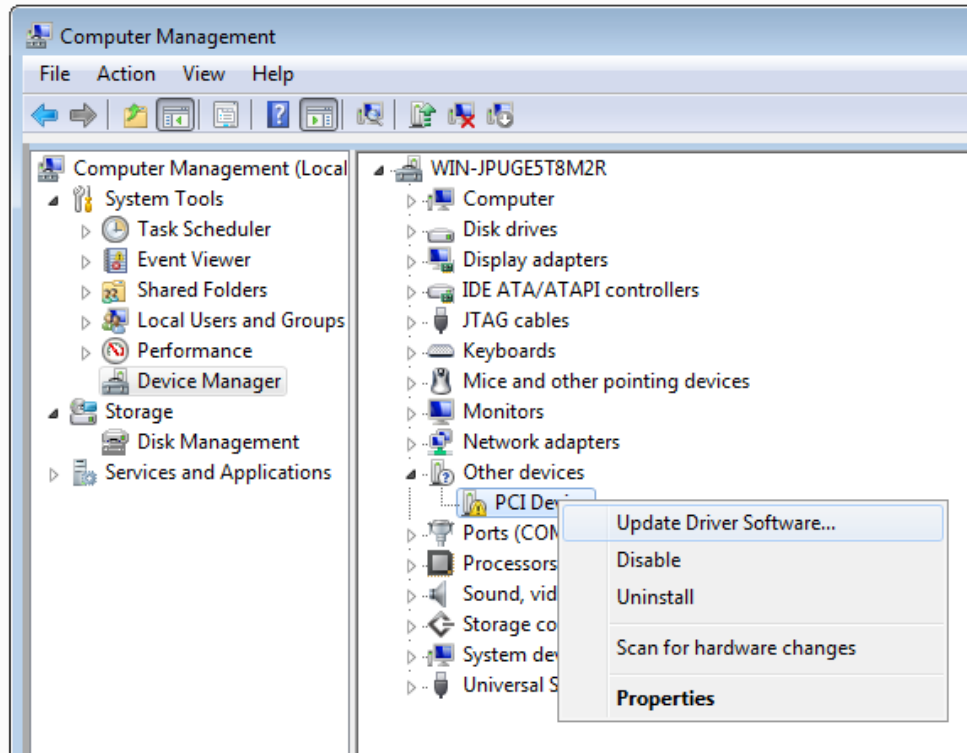 Computer Management
File Action View Help
Computer Management (Local
System Tools
Task Scheduler
Event Viewer
Shared Folders
Local Users and Groups
Performance
Device Manager
Storage
Disk Management
Services and Applications
WIN-JPUGE5T8M2R
Computer
Disk drives
Display adapters
IDE ATA/ATAPI controllers
JTAG cables
Keyboards
Mice and other pointing devices
Monitors
Network adapters
Other devices
PCI Devi
Ports (COM
Processors
Sound, vid
Storage co
System dev
Universal S
Update Driver Software...
Disable
Uninstall
Scan for hardware changes
Properties